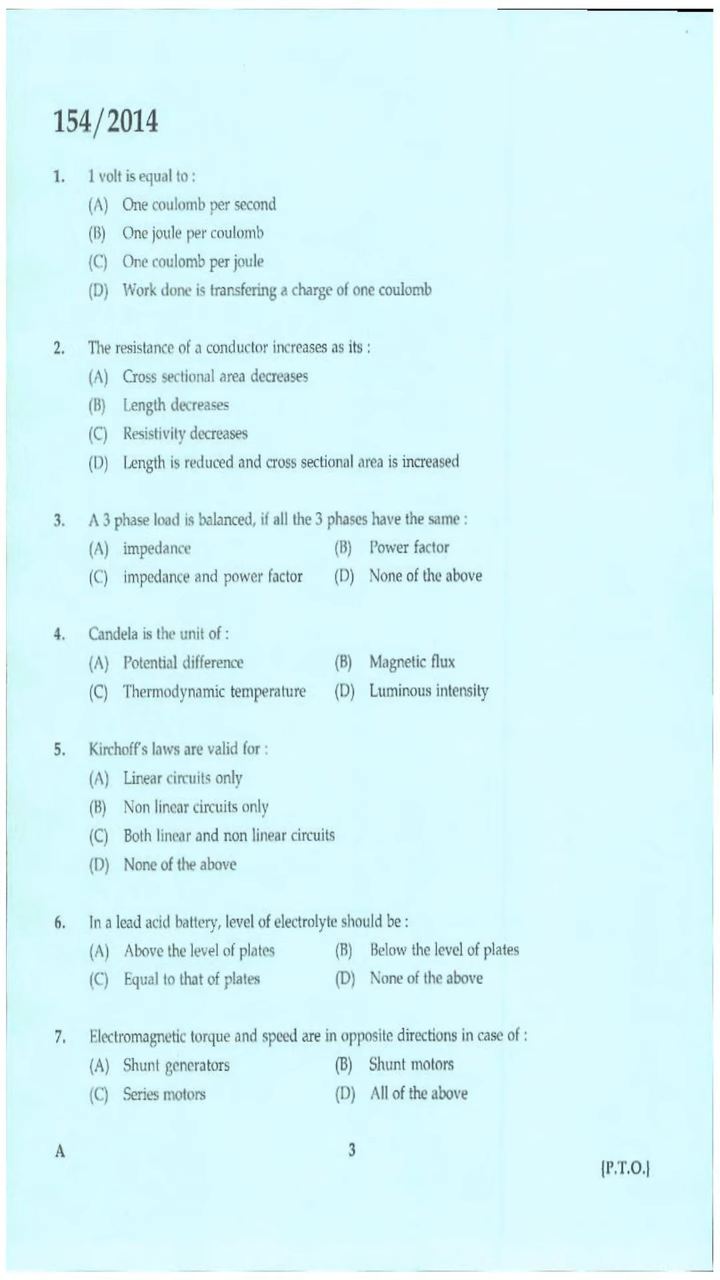 154/2014
1. 1 volt is equal to :
(A) One coulomb per second
(B) One joule per coulomb
(C) One coulomb per joule
(D) Work done is transfering a charge of one coulomb
2. The resistance of a conductor increases as its :
(A) Cross sectional area decreases
(B) Length decreases
(C) Resistivity decreases
(D) Length is reduced and cross sectional area is increased
3. A 3 phase load is balanced, if all the 3 phases have the same :
(A) impedance (B) Power factor
(C) impedance and power factor (D) None of the above
4. Candela is the unit of :
(A) Potential difference (B) Magnetic flux
(C) Thermodynamic temperature (D) Luminous intensity
5. Kirchoff's laws are valid for :
(A) Linear circuits only
(B) Non linear circuits only
(C) Both linear and non linear circuits
(D) None of the above
6. In a lead acid battery, level of electrolyte should be :
(A) Above the level of plates (B) Below the level of plates
(C) Equal to that of plates (D) None of the above
7. Electromagnetic torque and speed are in opposite directions in case of :
(A) Shunt generators (B) Shunt motors
(C) Series motors (D) All of the above
A 3
[P.T.O.]